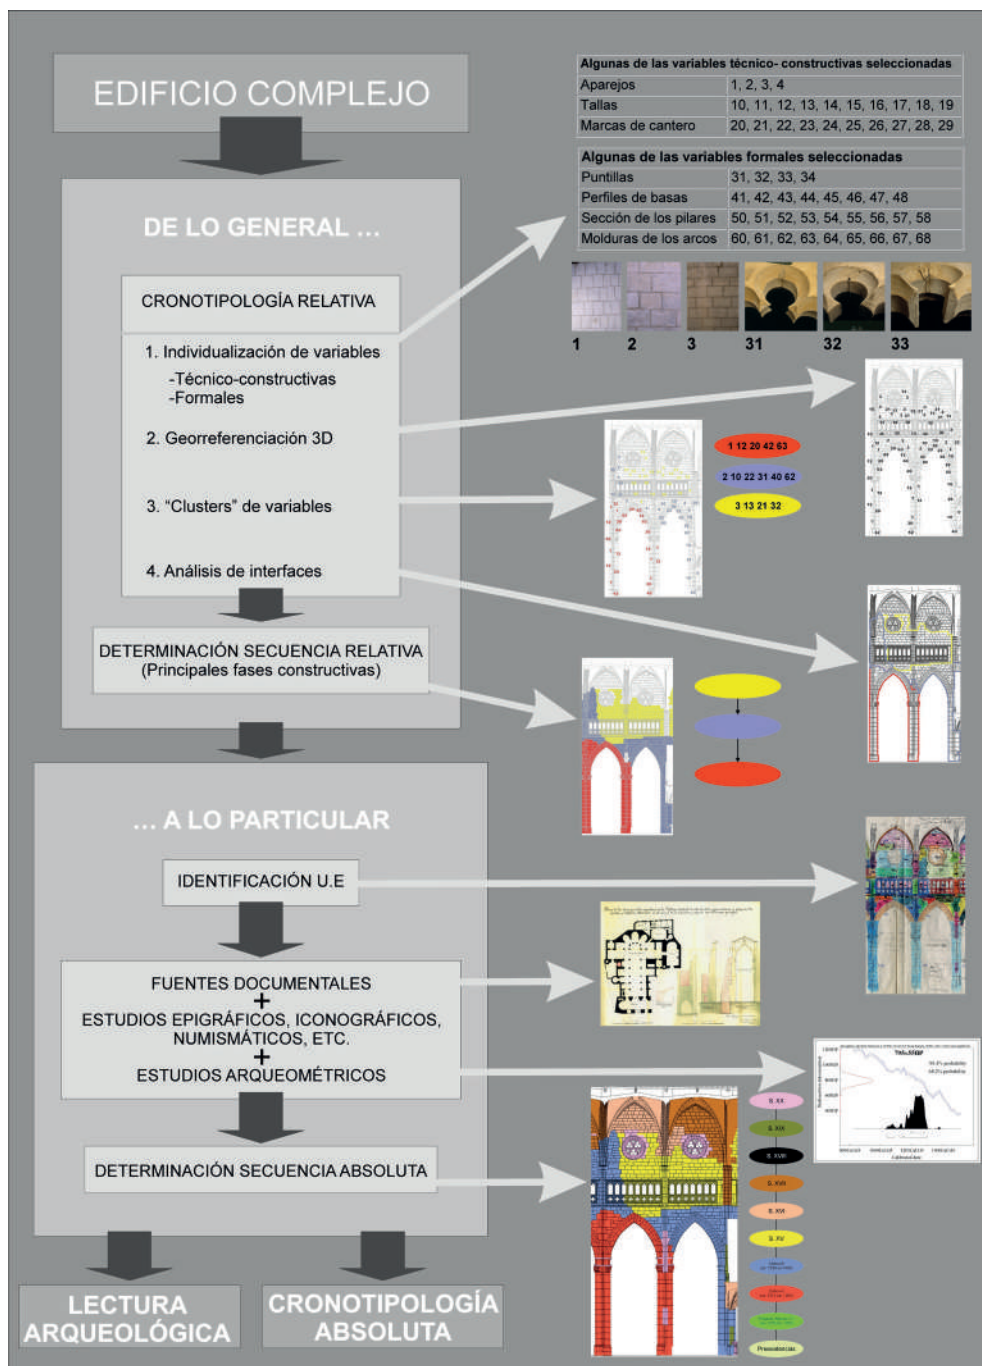 EDIFICIO COMPLEJO
DE LO GENERAL ...
CRONOTIPOLOGÍA RELATIVA
1. Individualización de variables
-Técnico-constructivas
-Formales
2. Georreferenciación 3D
3. “Clusters” de variables
4. Análisis de interfaces
DETERMINACIÓN SECUENCIA RELATIVA
(Principales fases constructivas)
... A LO PARTICULAR
IDENTIFICACIÓN U.E
FUENTES DOCUMENTALES
+
ESTUDIOS EPIGRÁFICOS, ICONOGRÁFICOS,
NUMISMÁTICOS, ETC.
+
ESTUDIOS ARQUEOMÉTRICOS
DETERMINACIÓN SECUENCIA ABSOLUTA
LECTURA
ARQUEOLÓGICA
CRONOTIPOLOGÍA
ABSOLUTA
Algunas de las variables técnico- constructivas seleccionadas
Aparejos 1, 2, 3, 4
Tallas 10, 11, 12, 13, 14, 15, 16, 17, 18, 19
Marcas de cantero 20, 21, 22, 23, 24, 25, 26, 27, 28, 29
Algunas de las variables formales seleccionadas
Puntillas 31, 32, 33, 34
Perfiles de basas 41, 42, 43, 44, 45, 46, 47, 48
Sección de los pilares 50, 51, 52, 53, 54, 55, 56, 57, 58
Molduras de los arcos 60, 61, 62, 63, 64, 65, 66, 67, 68
1 2 3 31 32 33
1 12 20 42 63
2 10 22 31 40 62
3 13 21 32
S. XX
S. XIX
S. XVIII
S. XVII
S. XVI
S. XV
Preexistencias